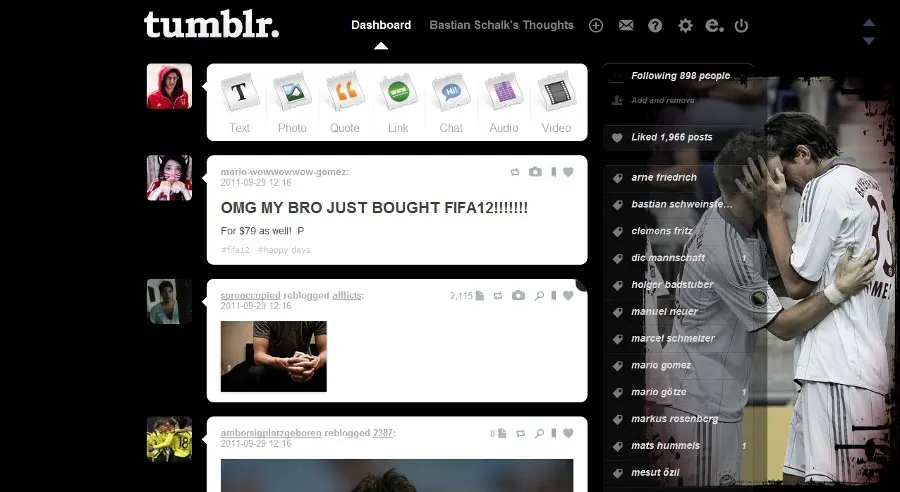 tumblr.
Dashboard
Bastian Schalk's Thoughts
Text
Photo
Quote
Link
Chat
Audio
Video
T
www
Hi!
mario-wowwowwow-gomez:
2011-09-29 12:16
OMG MY BRO JUST BOUGHT FIFA12!!!!!!!
For $79 as well! :P
#fifa12 #happy days
spreoccupied reblogged afflicts:
2011-09-29 12:16
2,115
amborsigplatzgeboren reblogged 2387:
2011-09-29 12:16
8
Following 898 people
Add and remove
Liked 1,966 posts
arne friedrich
bastian schweinste...
clemens fritz
die mannschaft 1
holger badstuber
manuel neuer
marcel schmelzer
mario gomez
mario götze 1
markus rosenberg
mats hummels 1
mesut özil